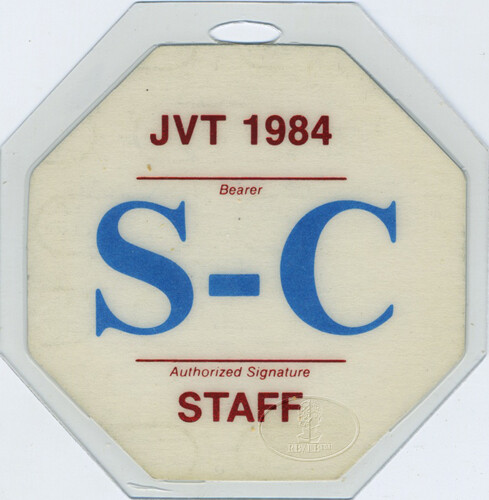 JVT 1984
Bearer
S-C
Authorized Signature
STAFF